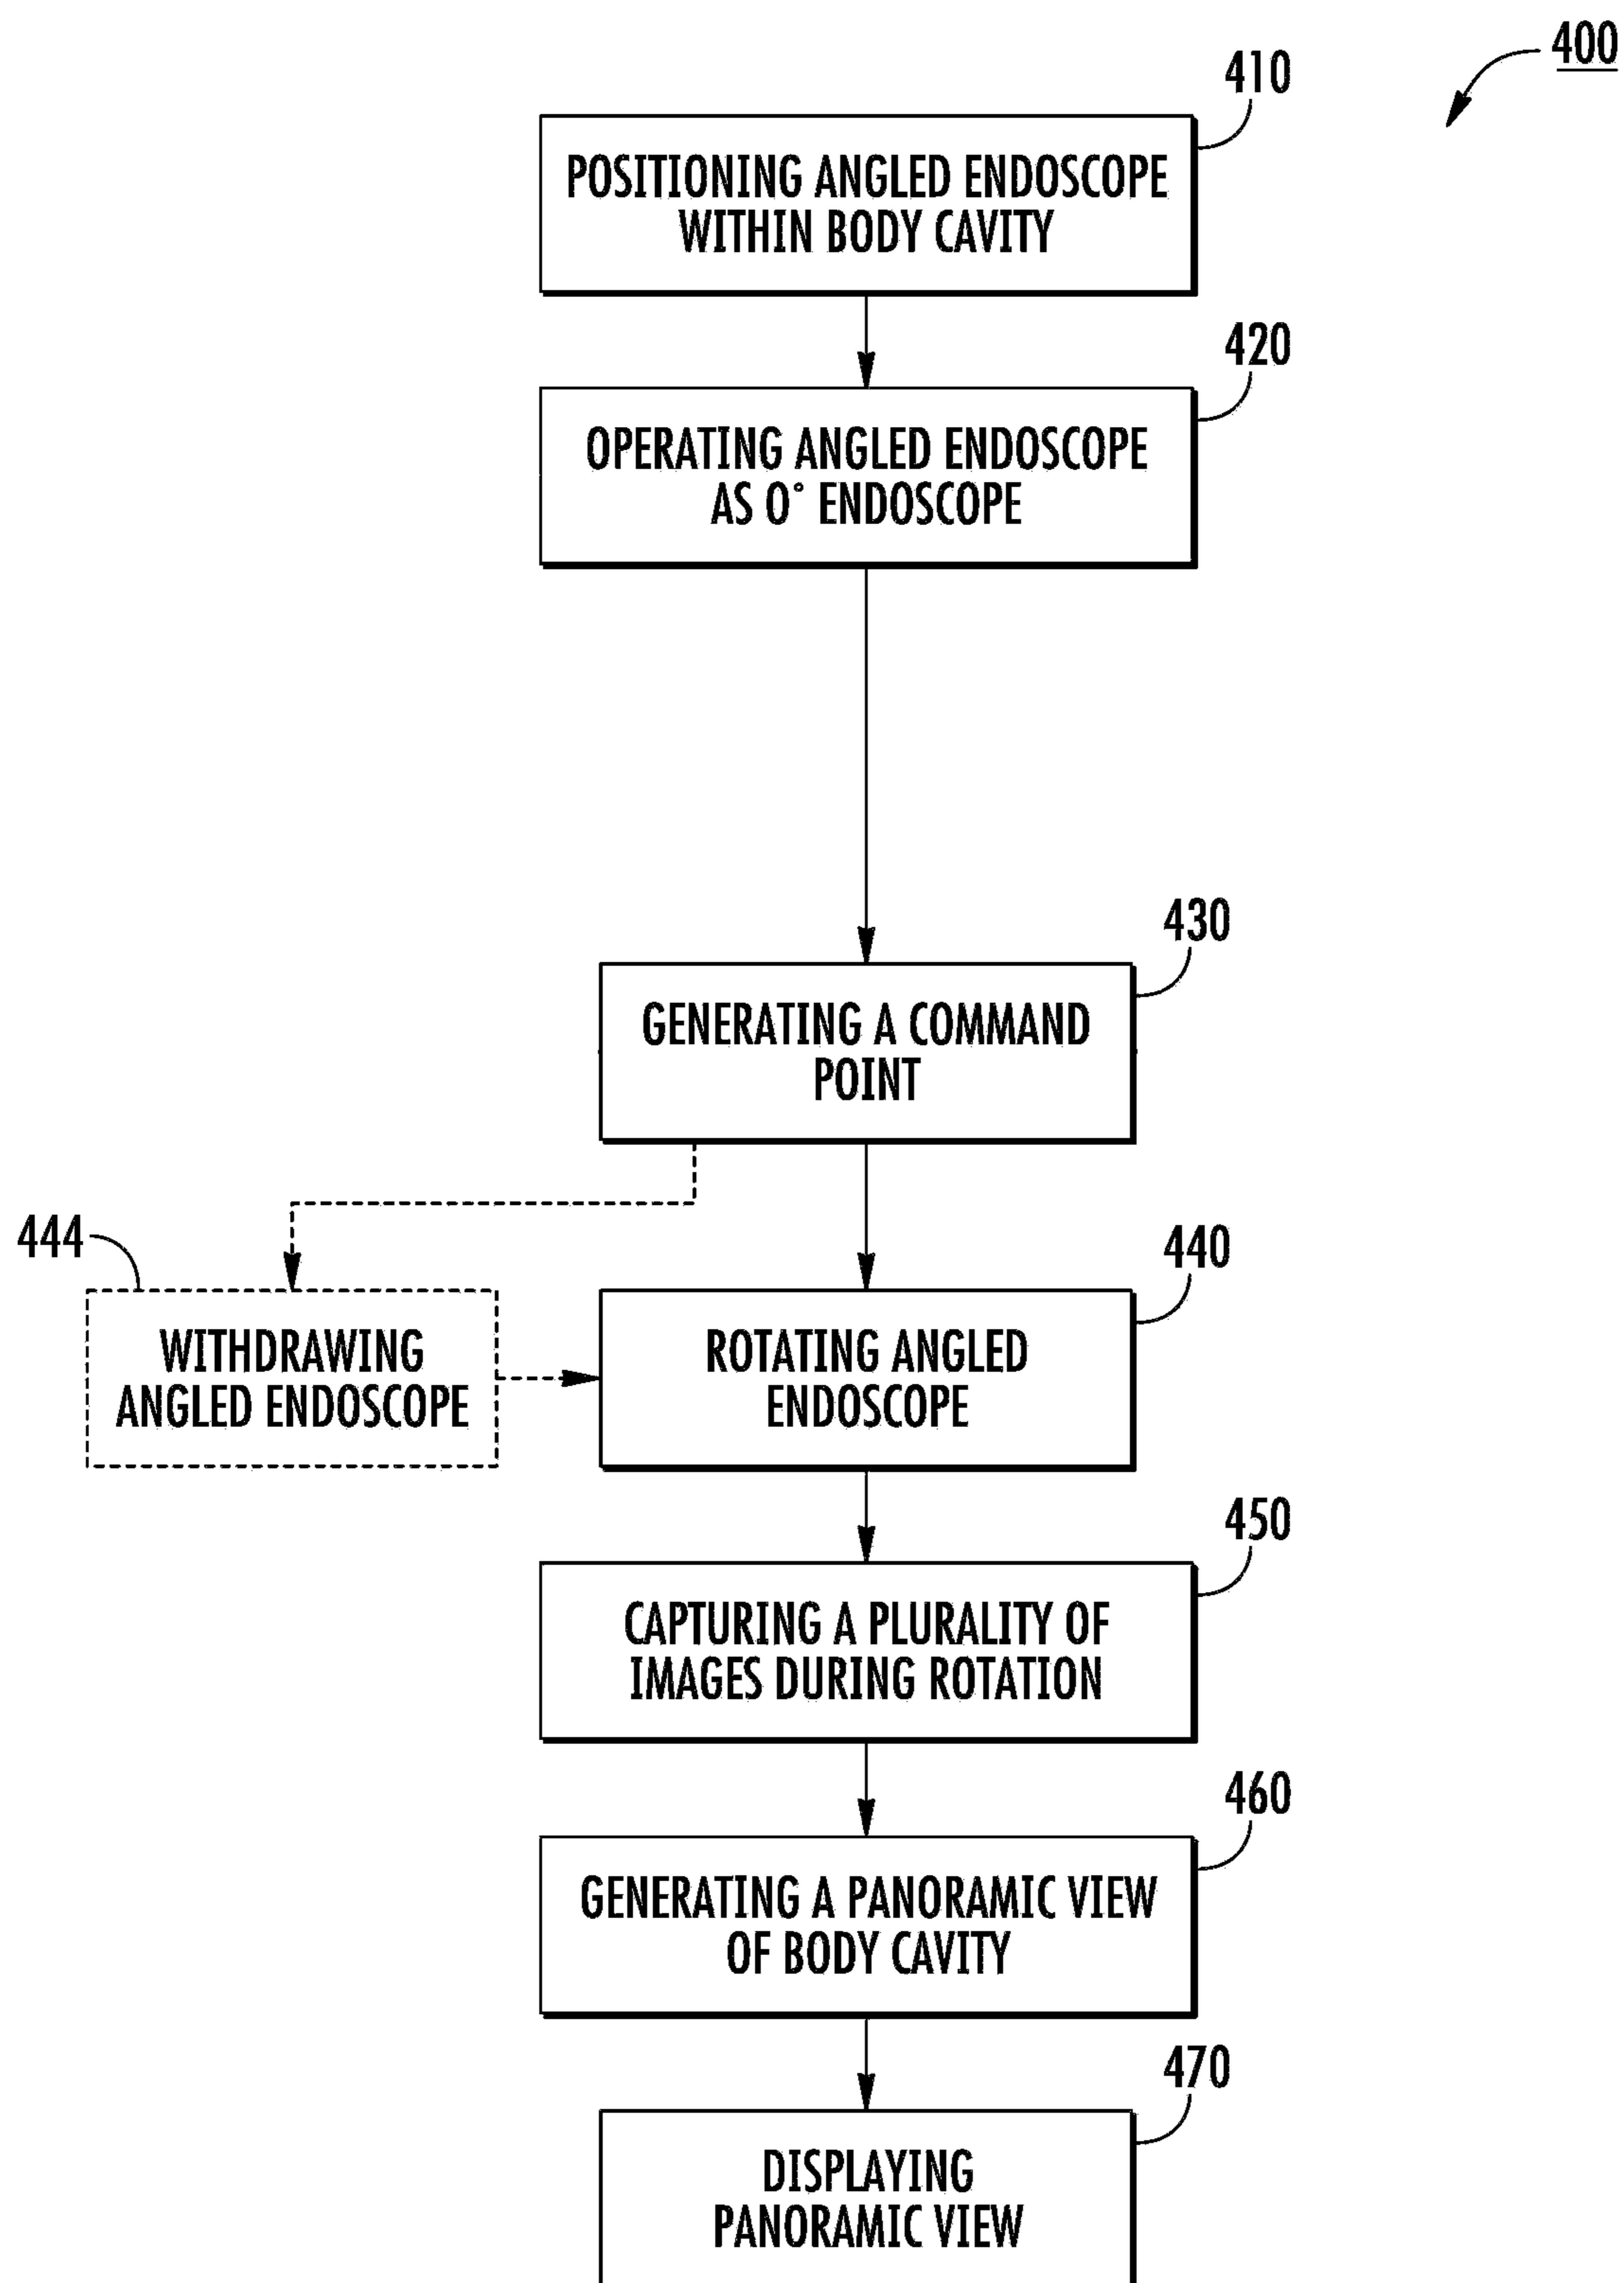 400
410
POSITIONING ANGLED ENDOSCOPE
WITHIN BODY CAVITY
420
OPERATING ANGLED ENDOSCOPE
AS 0° ENDOSCOPE
430
GENERATING A COMMAND
POINT
444
WITHDRAWING
ANGLED ENDOSCOPE
440
ROTATING ANGLED
ENDOSCOPE
450
CAPTURING A PLURALITY OF
IMAGES DURING ROTATION
460
GENERATING A PANORAMIC VIEW
OF BODY CAVITY
470
DISPLAYING
PANORAMIC VIEW